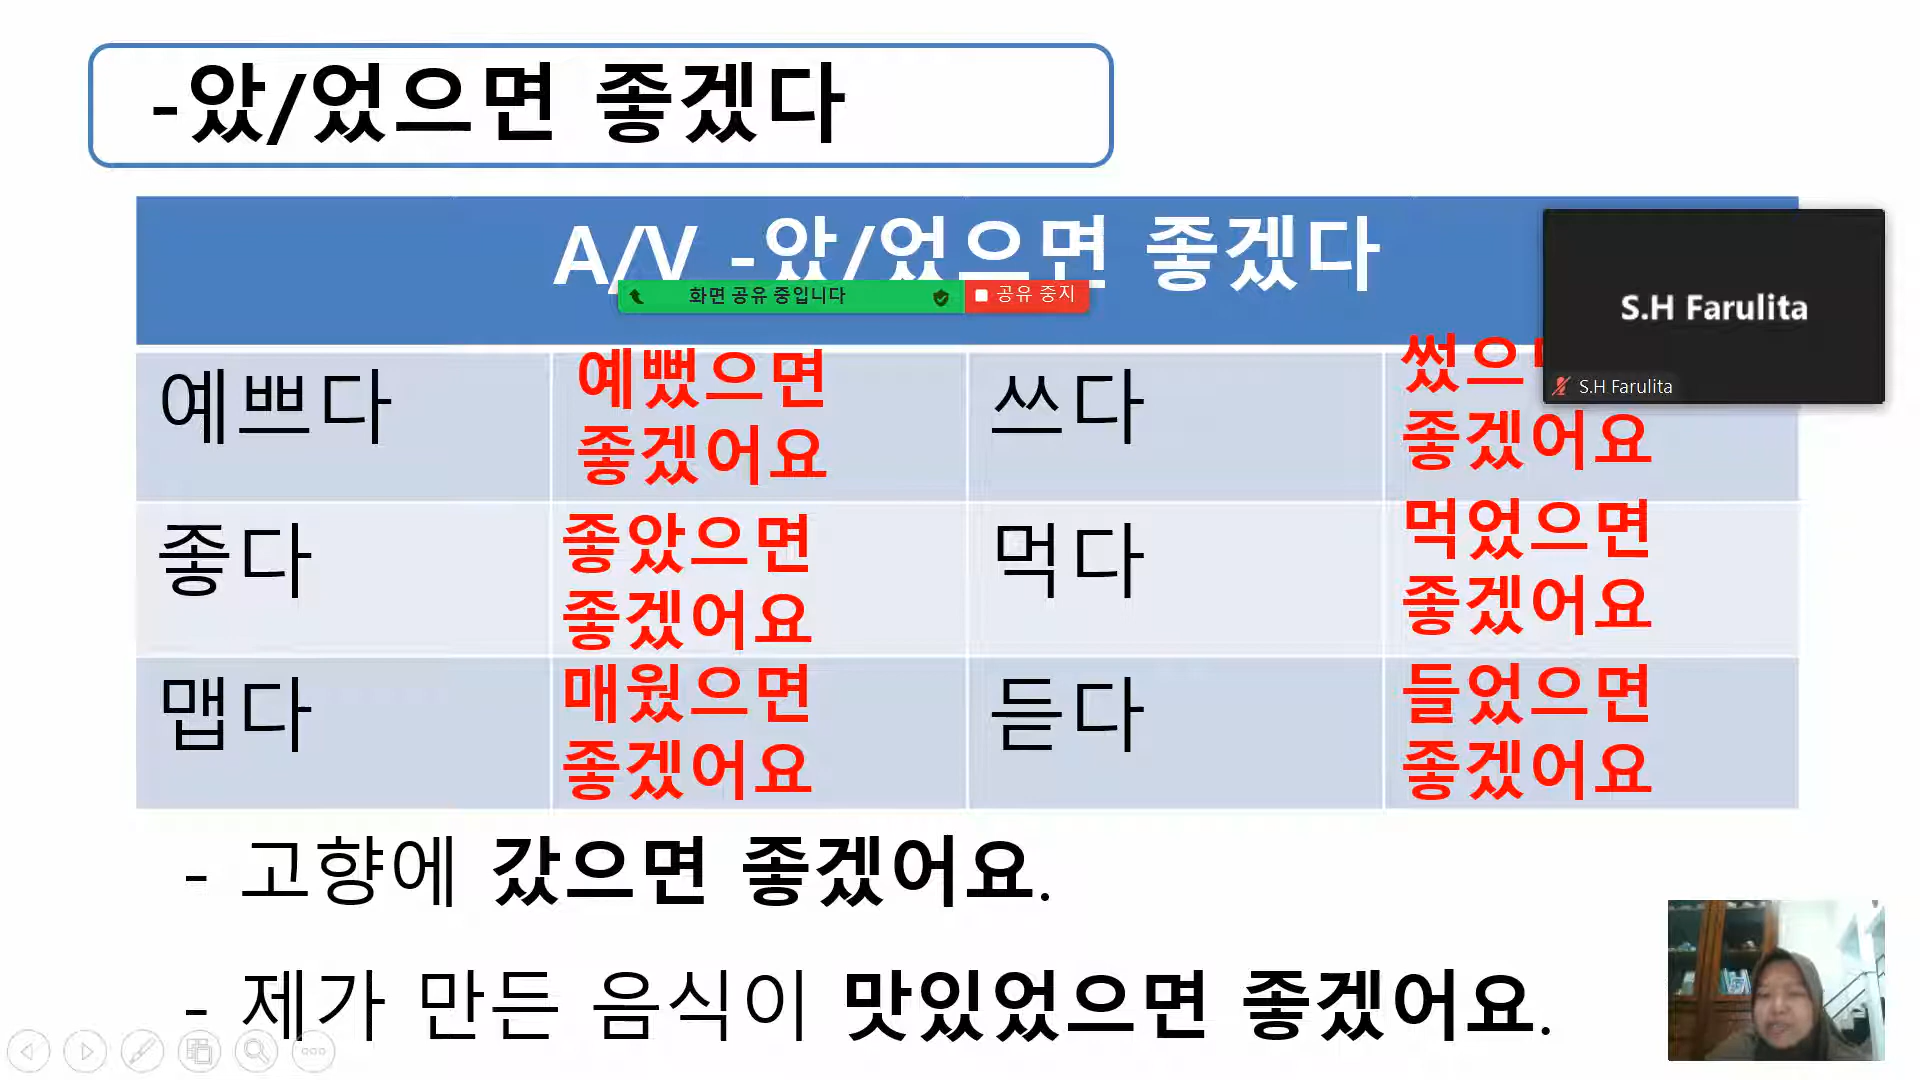 -았/었으면 좋겠다
A/V -았/었으면 좋겠다
화면 공유 중입니다
공유 중지
S.H Farulita
S.H Farulita
예쁘다
예뻤으면
좋겠어요
쓰다
썼으
좋겠어요
좋다
좋았으면
좋겠어요
먹다
먹었으면
좋겠어요
맵다
매웠으면
좋겠어요
듣다
들었으면
좋겠어요
- 고향에 갔으면 좋겠어요.
- 제가 만든 음식이 맛있었으면 좋겠어요.